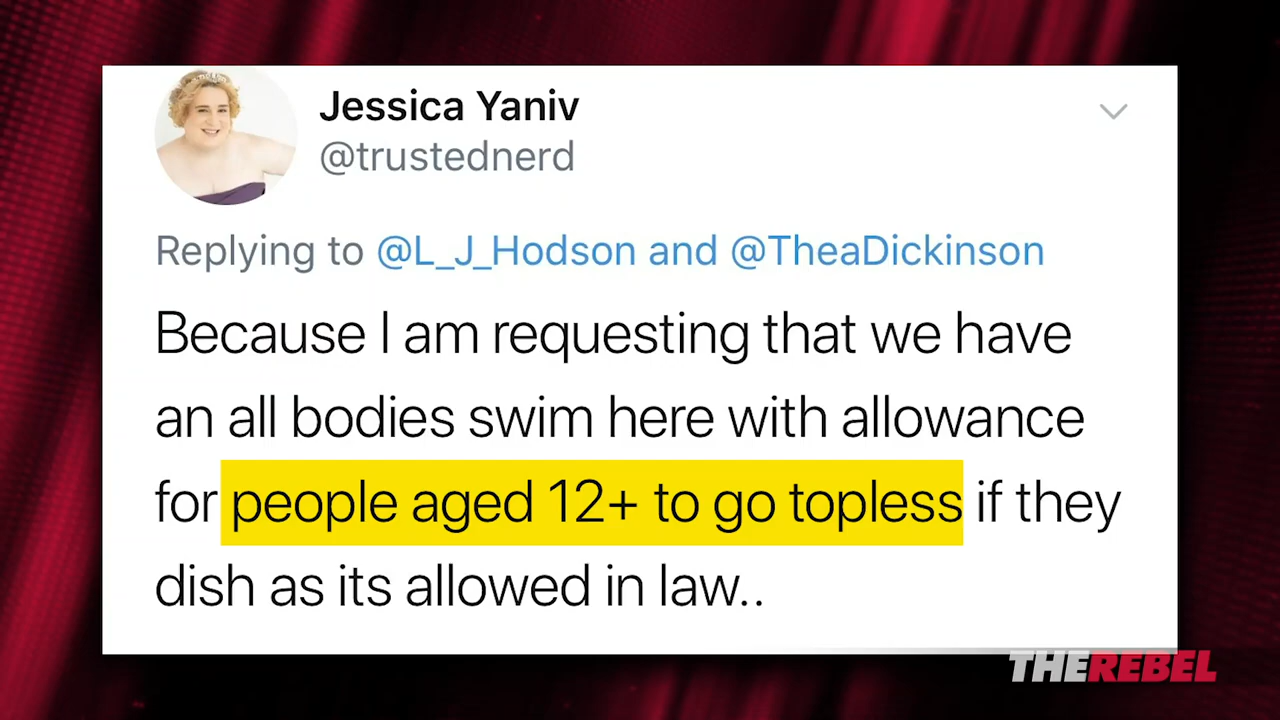 Jessica Yaniv
@trustednerd
Replying to @L_J_Hodson and @TheaDickinson
Because I am requesting that we have
an all bodies swim here with allowance
for people aged 12+ to go topless if they
dish as its allowed in law..
THEREBEL